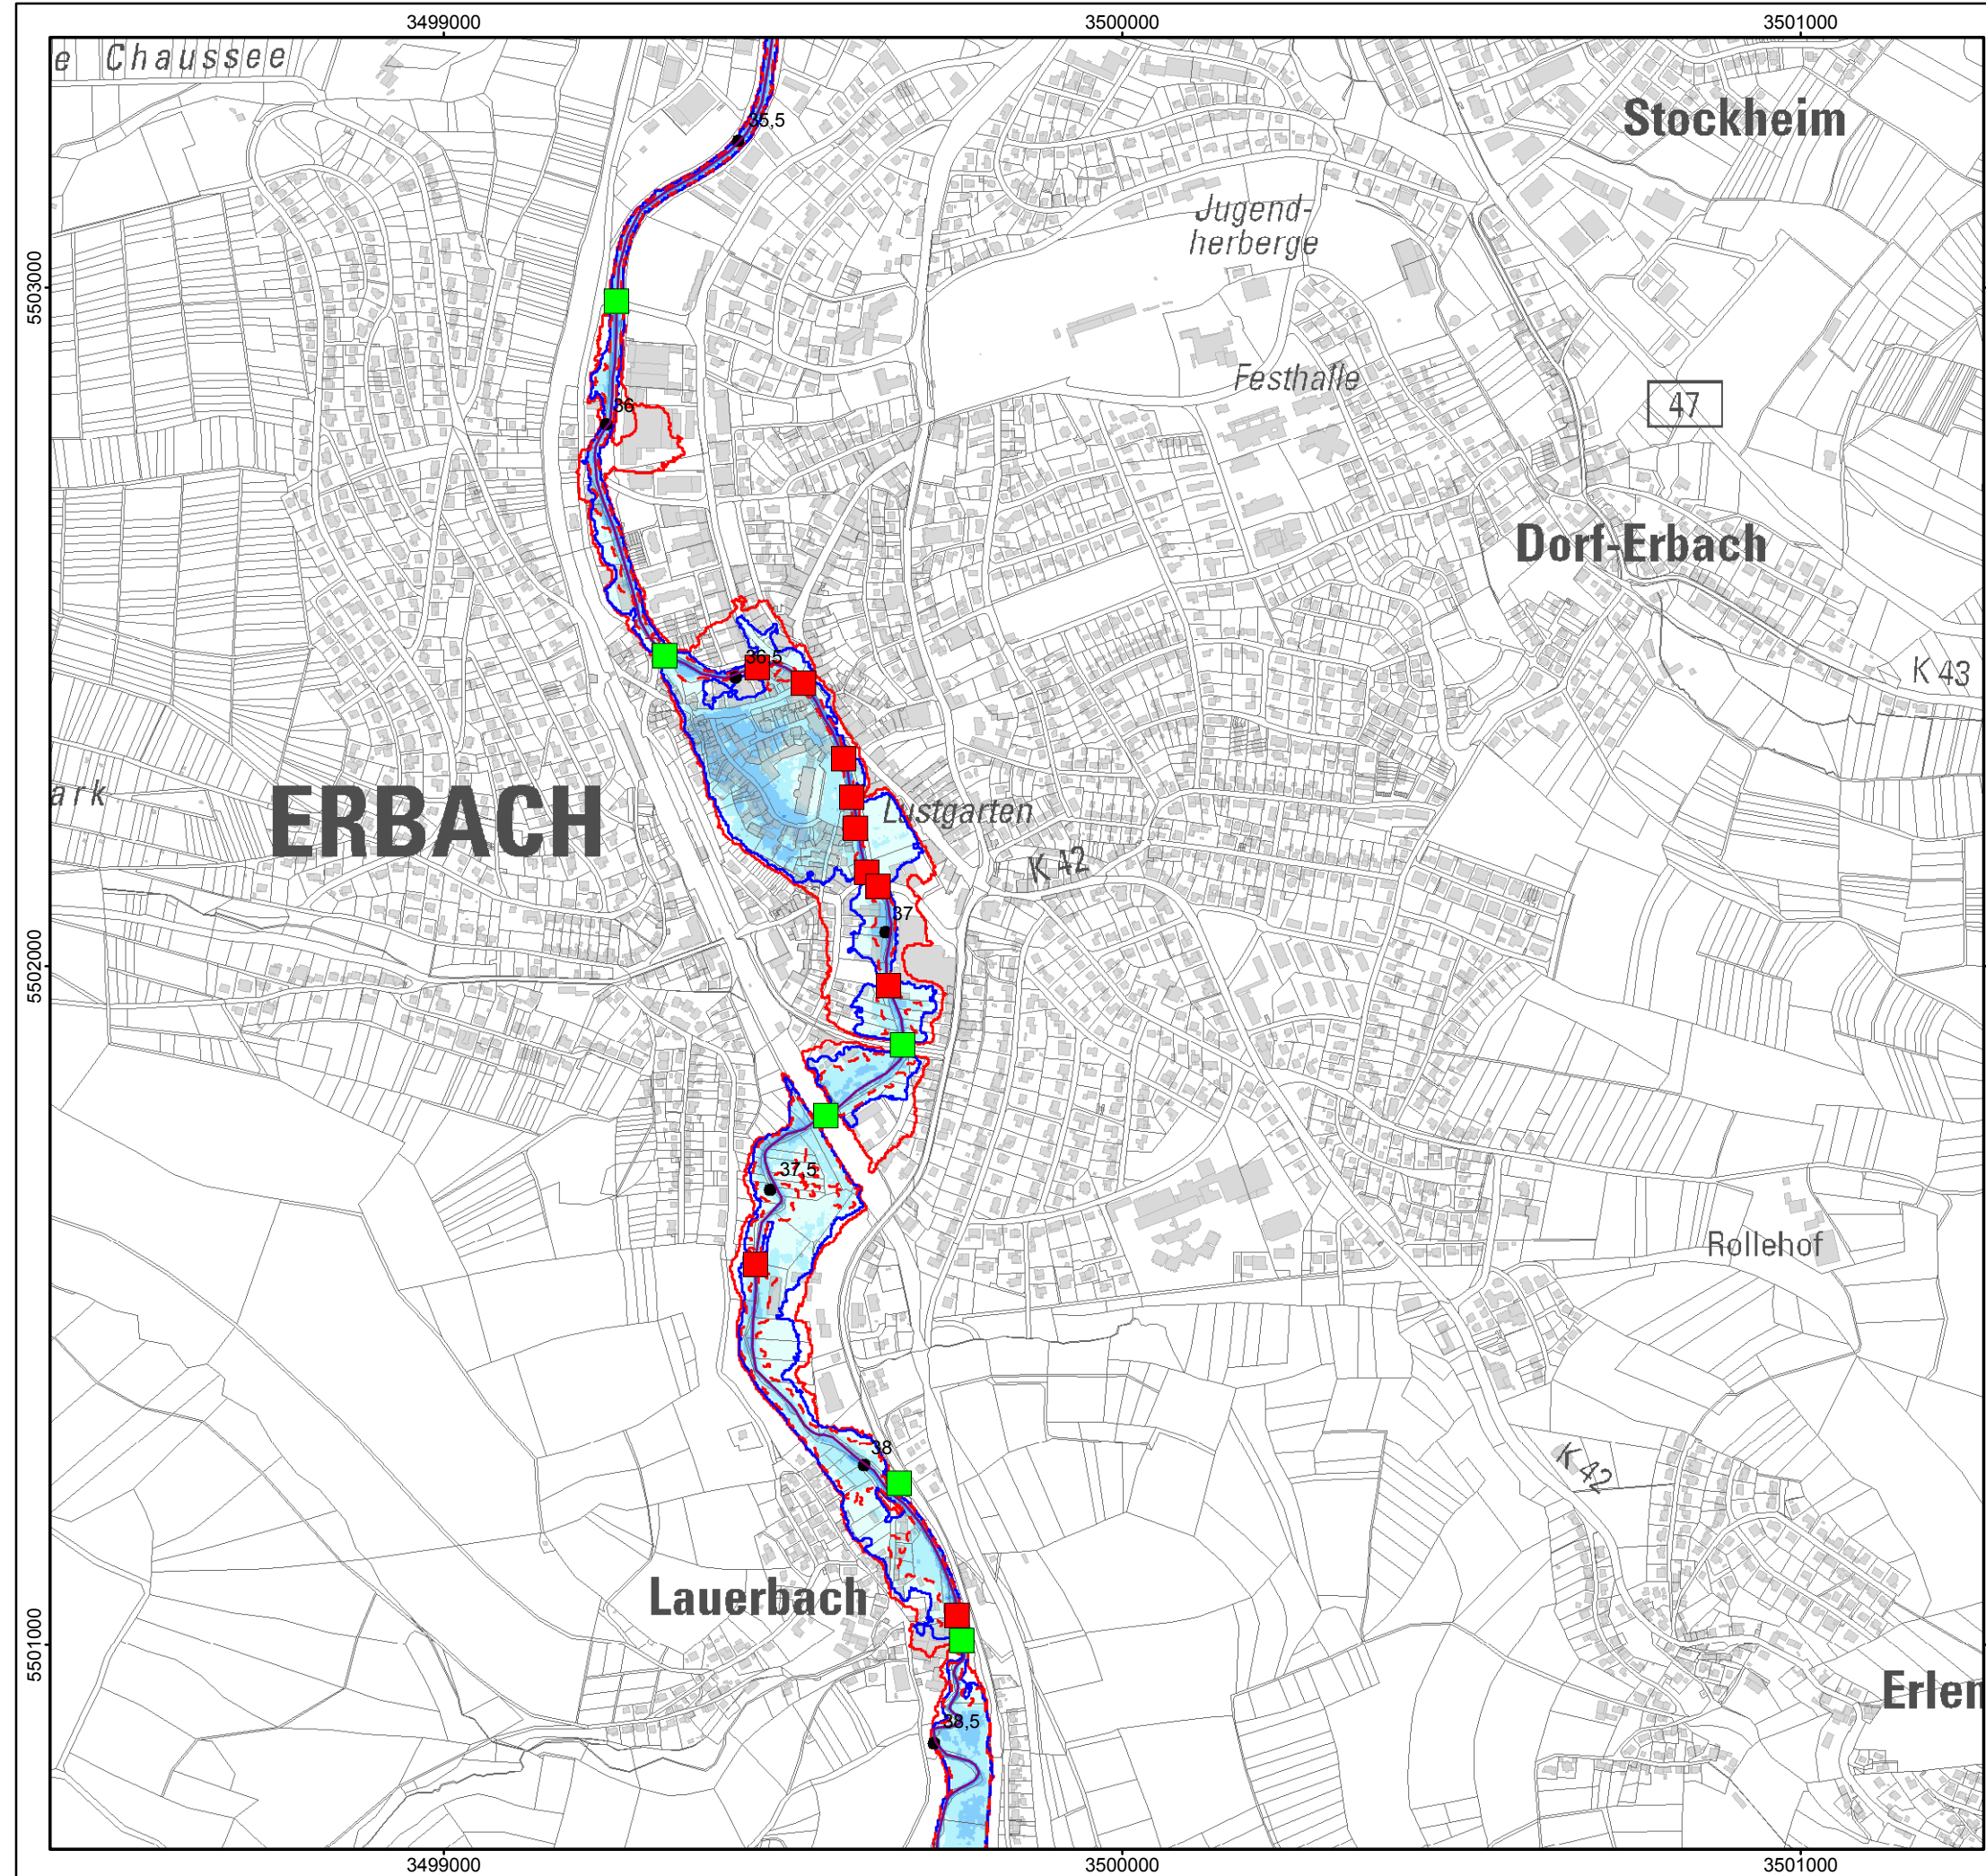 3499000
3500000
3501000
e Chaussee
35,5
Stockheim
Jugend-
herberge
5503000
Festhalle
36
47
Dorf-Erbach
36,5
K 43
ark
ERBACH
Lustgarten
K 42
37
5502000
37,5
Rollehof
38
K 42
Lauerbach
5501000
Erlen
38,5
3499000
3500000
3501000